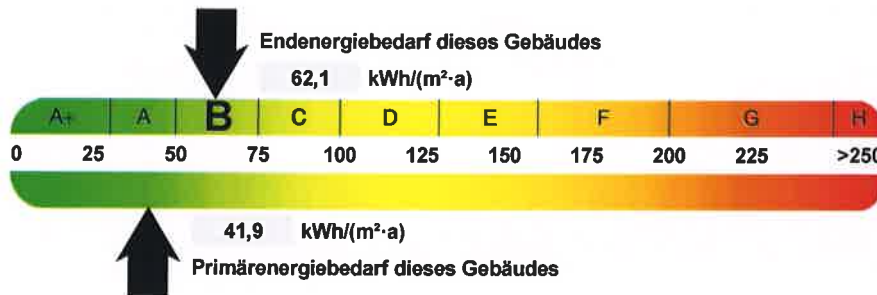 Endenergiebedarf dieses Gebäudes
62,1 kWh/(m²·a)
A+ A B C D E F G H
0 25 50 75 100 125 150 175 200 225 >250
41,9 kWh/(m²·a)
Primärenergiebedarf dieses Gebäudes